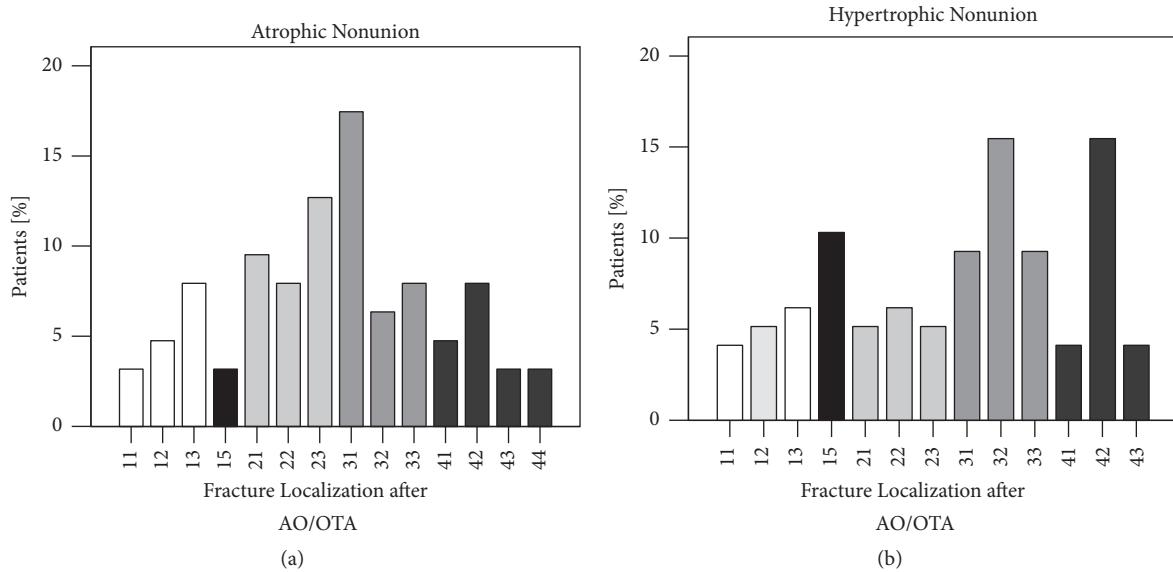 Atrophic Nonunion
20
15
10
5
0
Patients [%]
11 12 13 15 21 22 23 31 32 33 41 42 43 44
Fracture Localization after
AO/OTA
(a)
Hypertrophic Nonunion
20
15
10
5
0
Patients [%]
11 12 13 15 21 22 23 31 32 33 41 42 43
Fracture Localization after
AO/OTA
(b)